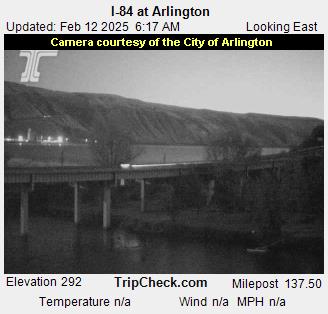 I-84 at Arlington
Updated: Feb 12 2025 6:17 AM Looking East
Camera courtesy of the City of Arlington
Elevation 292 TripCheck.com Milepost 137.50
Temperature n/a Wind n/a MPH n/a